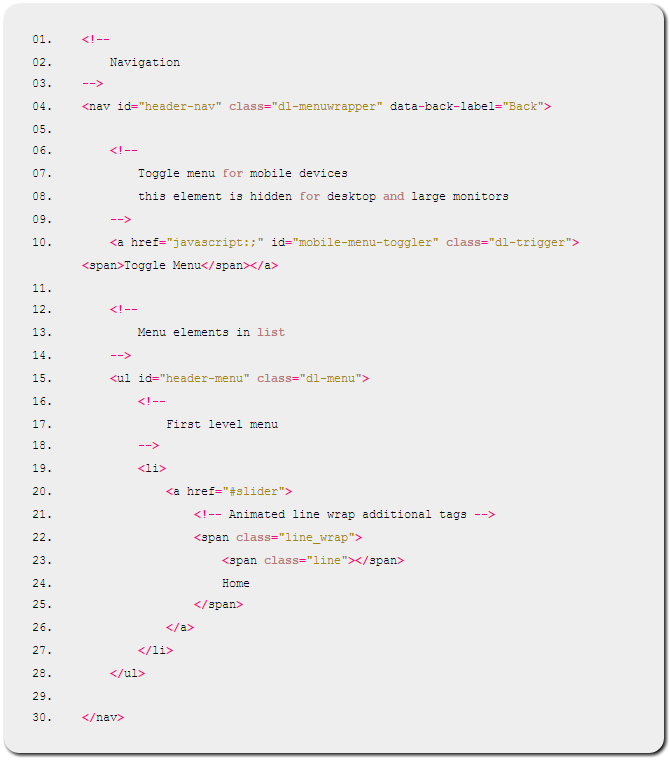 01. <!--
02. Navigation
03. -->
04. <nav id="header-nav" class="dl-menuwrapper" data-back-label="Back">
05.
06. <!--
07. Toggle menu for mobile devices
08. this element is hidden for desktop and large monitors
09. -->
10. <a href="javascript:;" id="mobile-menu-toggler" class="dl-trigger">
<span>Toggle Menu</span></a>
11.
12. <!--
13. Menu elements in list
14. -->
15. <ul id="header-menu" class="dl-menu">
16. <!--
17. First level menu
18. -->
19. <li>
20. <a href="#slider">
21. <!-- Animated line wrap additional tags -->
22. <span class="line_wrap">
23. <span class="line"></span>
24. Home
25. </span>
26. </a>
27. </li>
28. </ul>
29.
30. </nav>